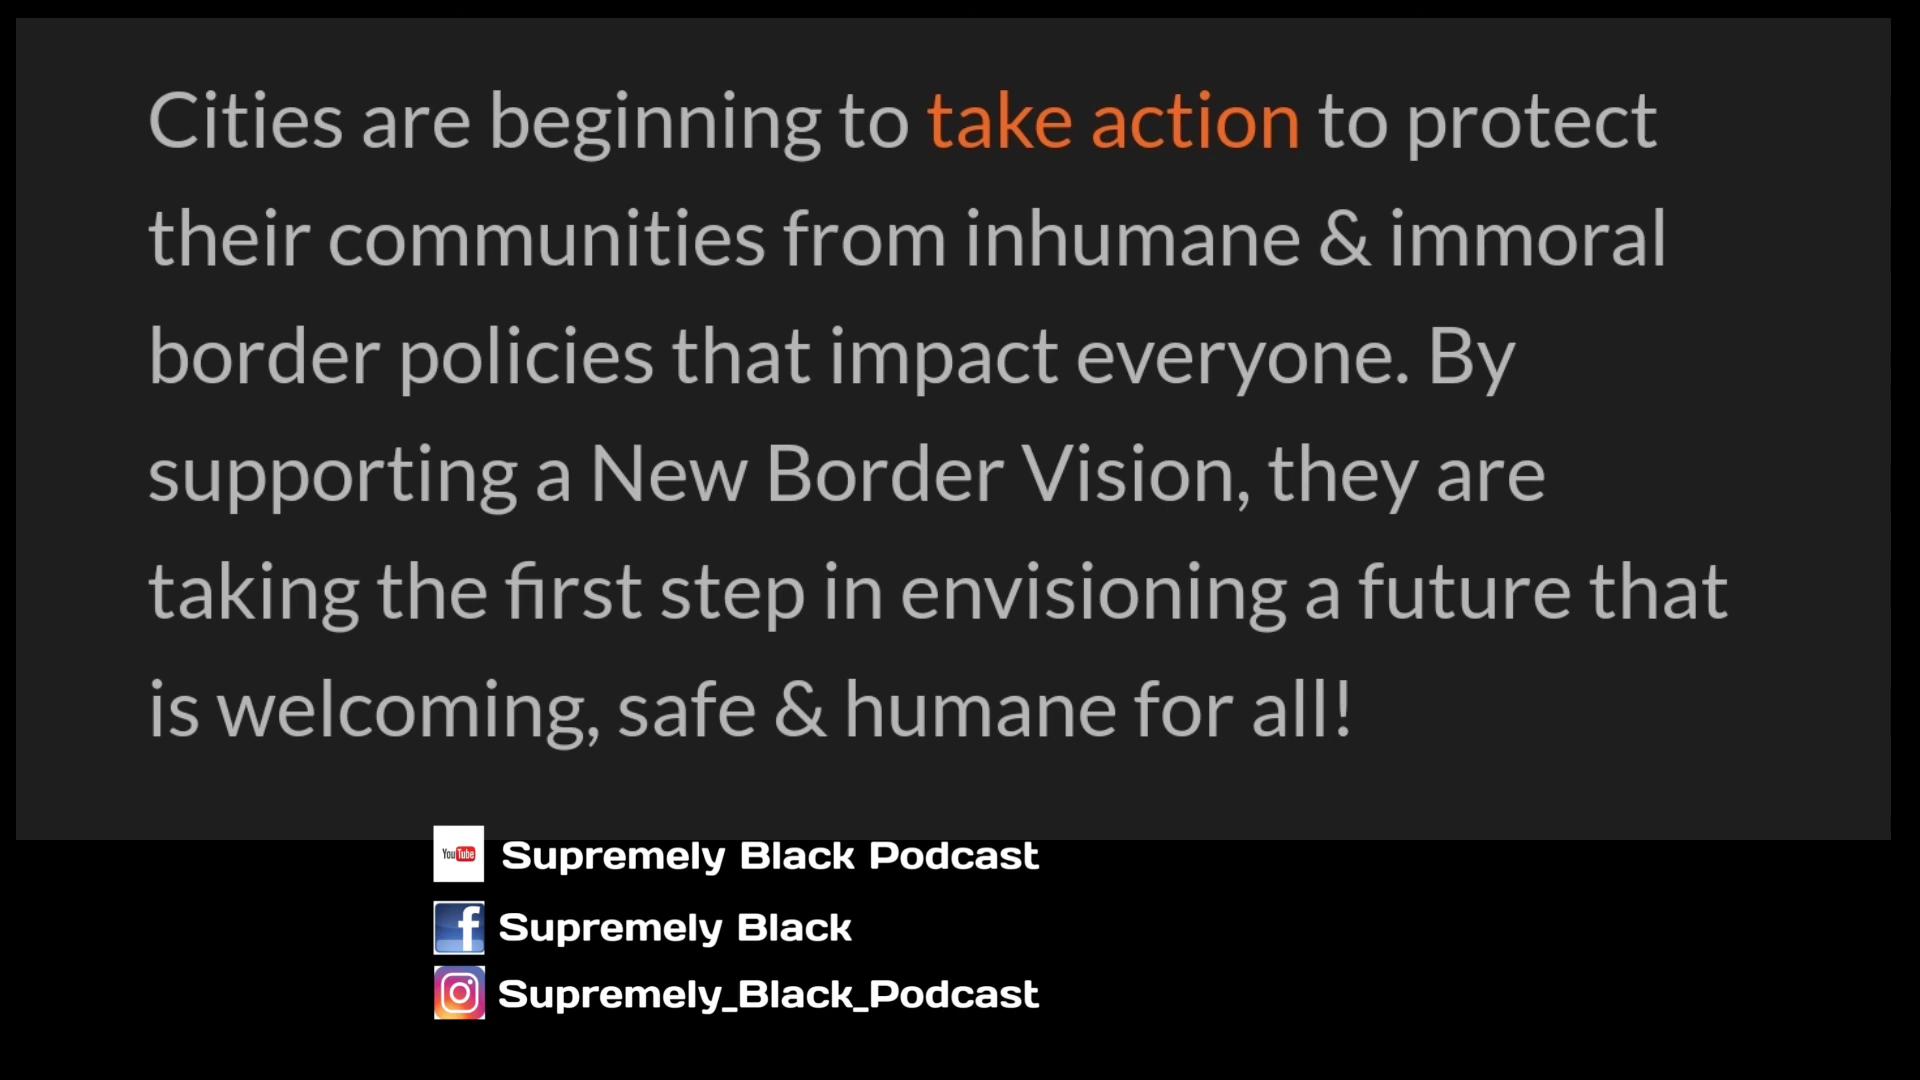 Cities are beginning to take action to protect
their communities from inhumane & immoral
border policies that impact everyone. By
supporting a New Border Vision, they are
taking the first step in envisioning a future that
is welcoming, safe & humane for all!
YouTube Supremely Black Podcast
f Supremely Black
Supremely_Black_Podcast